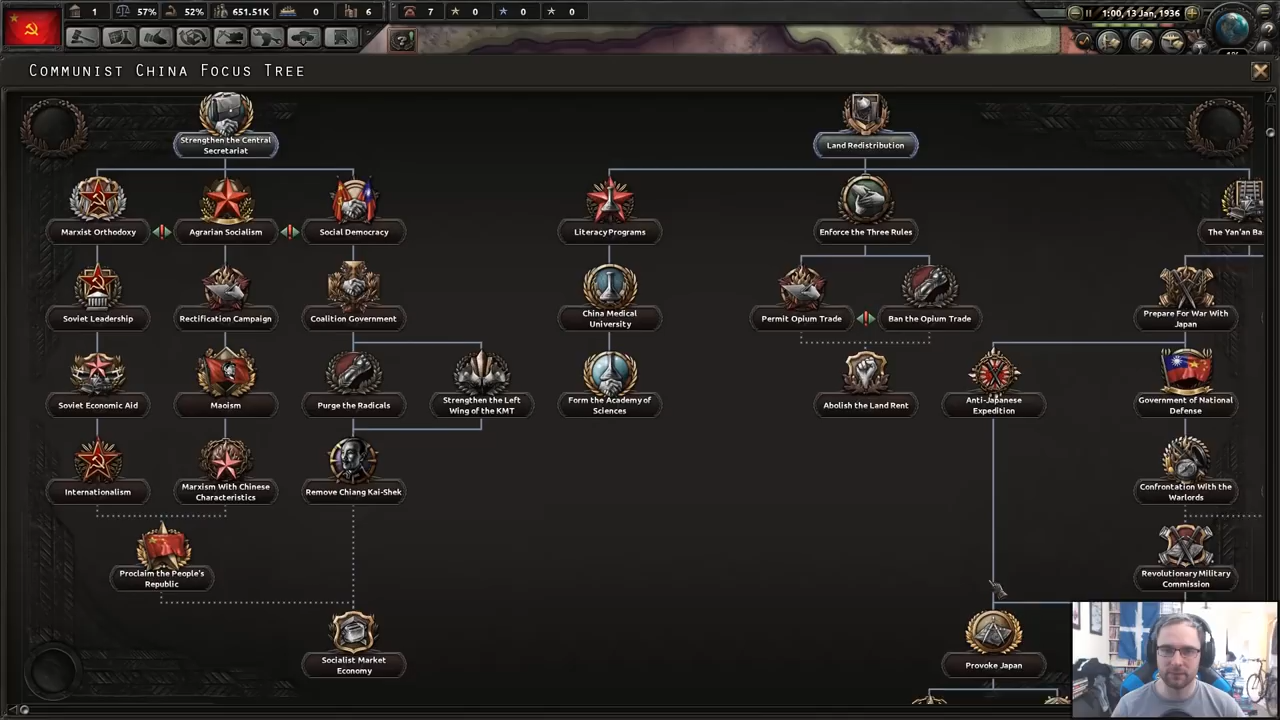 1 57% 52% 651.51K 0 6 7 0 0 0 1:00, 13 Jan, 1936
Communist China Focus Tree
Strengthen the Central
Secretariat
Land Redistribution
Marxist Orthodoxy
Agrarian Socialism
Social Democracy
Literacy Programs
Enforce the Three Rules
The Yan'an Ba
Soviet Leadership
Rectification Campaign
Coalition Government
China Medical
University
Permit Opium Trade
Ban the Opium Trade
Prepare For War With
Japan
Soviet Economic Aid
Maoism
Purge the Radicals
Strengthen the Left
Wing of the KMT
Form the Academy of
Sciences
Abolish the Land Rent
Anti-Japanese
Expedition
Government of National
Defense
Internationalism
Marxism With Chinese
Characteristics
Remove Chiang Kai-Shek
Confrontation With the
Warlords
Proclaim the People's
Republic
Revolutionary Military
Commission
Socialist Market
Economy
Provoke Japan